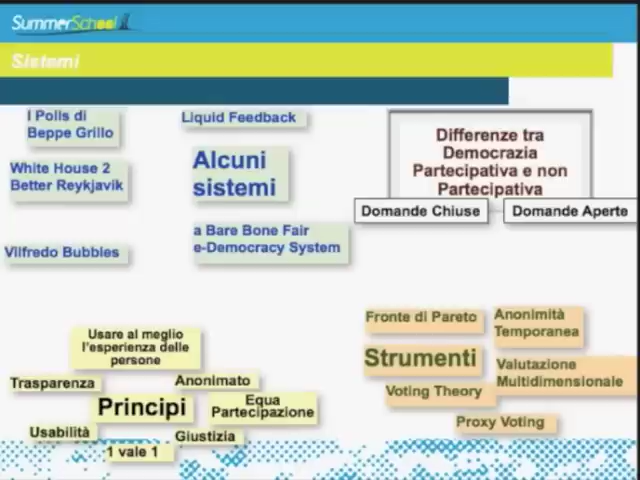 SummerSchool
Sistemi
I Polls di
Beppe Grillo
Liquid Feedback
White House 2
Better Reykjavik
Alcuni
sistemi
Differenze tra
Democrazia
Partecipativa e non
Partecipativa
Domande Chiuse
Domande Aperte
Vilfredo Bubbles
a Bare Bone Fair
e-Democracy System
Usare al meglio
l'esperienza delle
persone
Trasparenza
Anonimato
Principi
Equa
Partecipazione
Usabilità
Giustizia
1 vale 1
Fronte di Pareto
Anonimità
Temporanea
Strumenti
Valutazione
Multidimensionale
Voting Theory
Proxy Voting